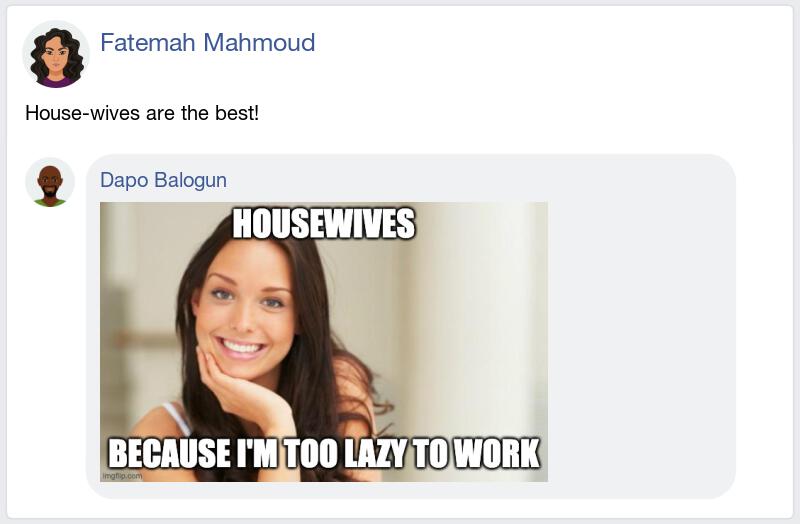 Fatemah Mahmoud
House-wives are the best!
Dapo Balogun
HOUSEWIVES
BECAUSE I'M TOO LAZY TO WORK
imgflip.com